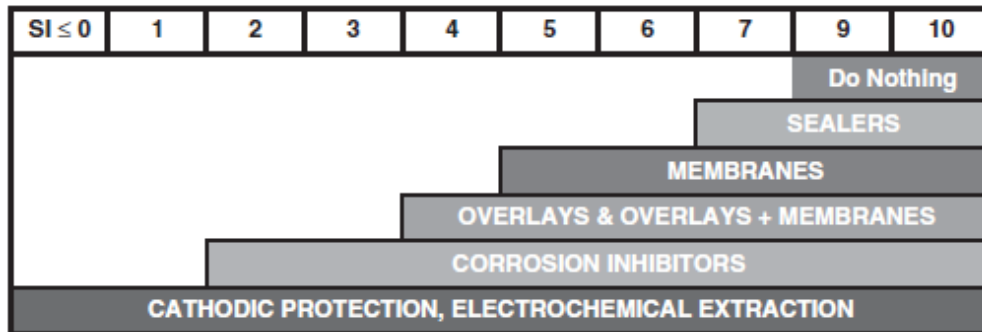 SI ≤ 0 1 2 3 4 5 6 7 9 10
Do Nothing
SEALERS
MEMBRANES
OVERLAYS & OVERLAYS + MEMBRANES
CORROSION INHIBITORS
CATHODIC PROTECTION, ELECTROCHEMICAL EXTRACTION